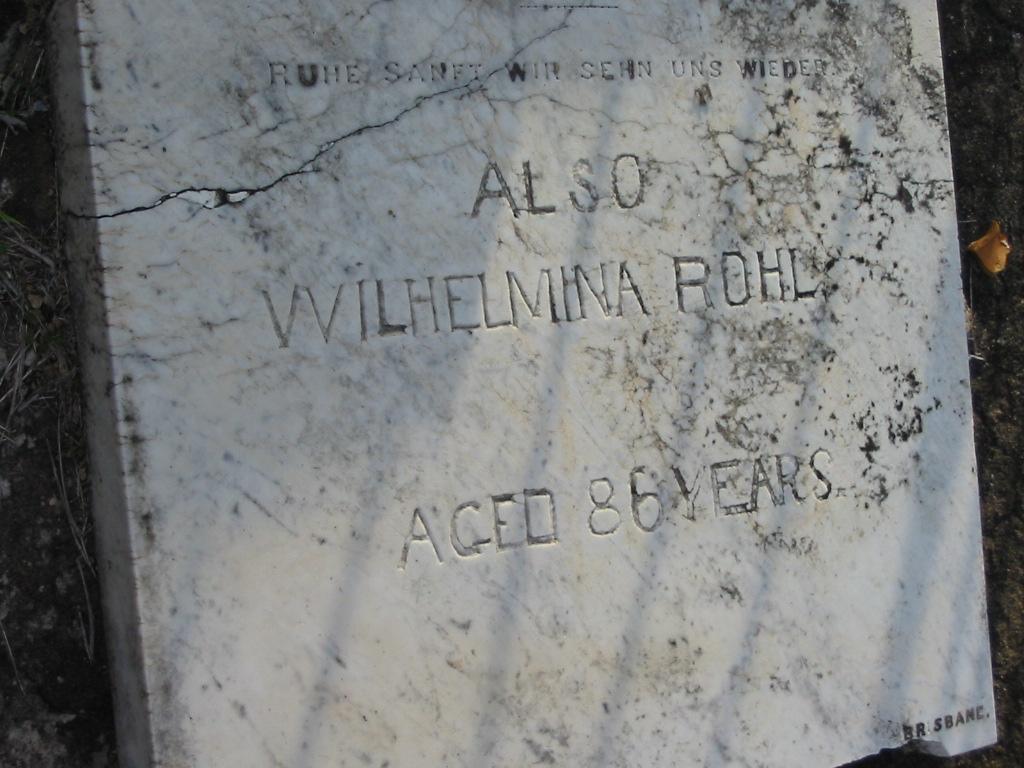 RUHE SANFT WIR SEHN UNS WIEDER.
ALSO
WILHELMINA ROHL
AGED 86 YEARS.
BRISBANE.